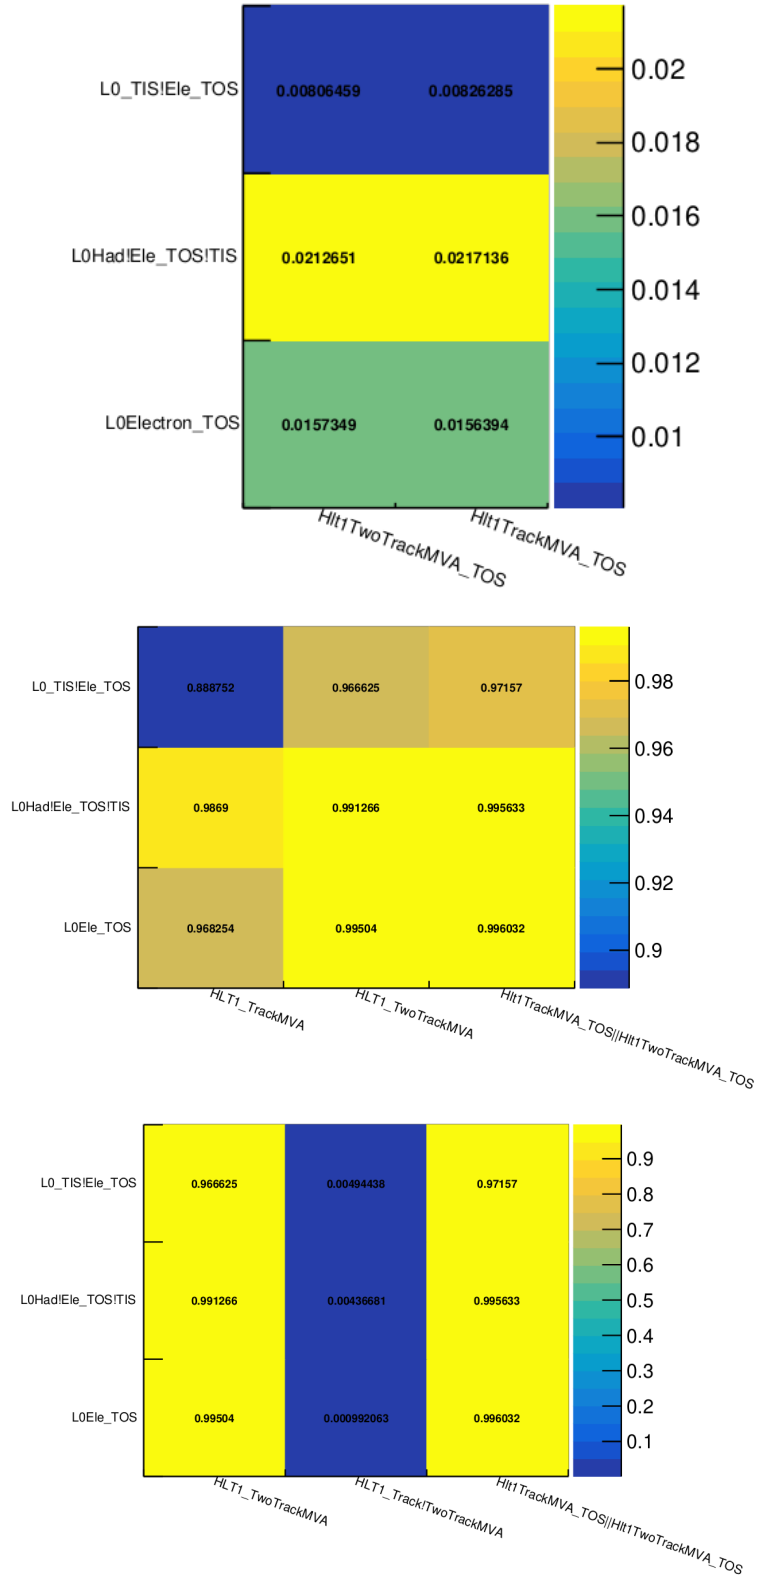 L0_TIS!Ele_TOS
0.00806459
0.00826285
0.02
0.018
L0Had!Ele_TOS!TIS
0.0212651
0.0217136
0.016
0.014
0.012
L0Electron_TOS
0.0157349
0.0156394
0.01
Hlt1TwoTrackMVA_TOS
Hlt1TrackMVA_TOS
L0_TIS!Ele_TOS
0.888752
0.966625
0.97157
0.98
0.96
L0Had!Ele_TOS!TIS
0.9869
0.991266
0.995633
0.94
0.92
L0Ele_TOS
0.968254
0.99504
0.996032
0.9
HLT1_TrackMVA
HLT1_TwoTrackMVA
Hlt1TrackMVA_TOS||Hlt1TwoTrackMVA_TOS
L0_TIS!Ele_TOS
0.966625
0.00494438
0.97157
0.9
0.8
0.7
0.6
L0Had!Ele_TOS!TIS
0.991266
0.00436681
0.995633
0.5
0.4
0.3
0.2
L0Ele_TOS
0.99504
0.000992063
0.996032
0.1
HLT1_TwoTrackMVA
HLT1_Track!TwoTrackMVA
Hlt1TrackMVA_TOS||Hlt1TwoTrackMVA_TOS